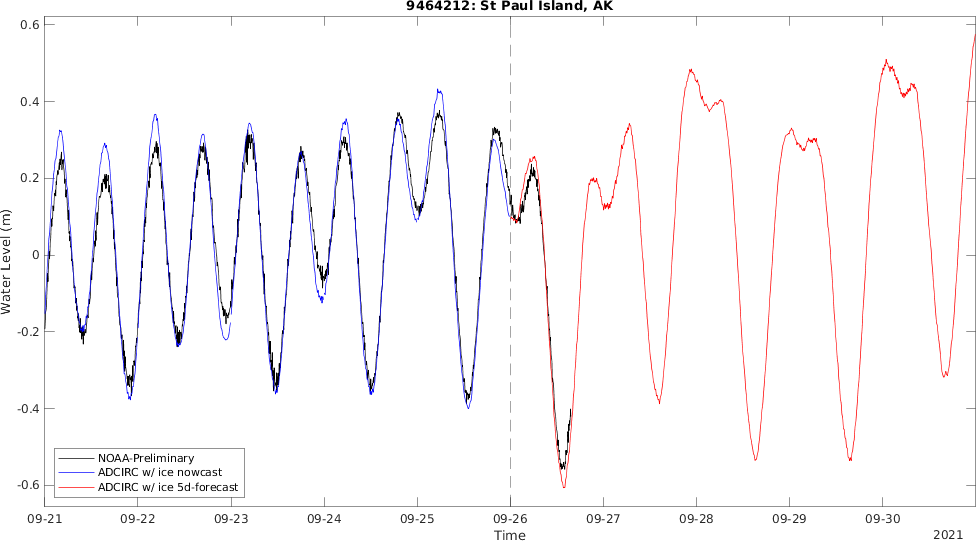 9464212: St Paul Island, AK
0.6
0.4
0.2
0
-0.2
-0.4
-0.6
Water Level (m)
NOAA-Preliminary
ADCIRC w/ ice nowcast
ADCIRC w/ ice 5d-forecast
09-21 09-22 09-23 09-24 09-25 09-26 09-27 09-28 09-29 09-30
Time
2021